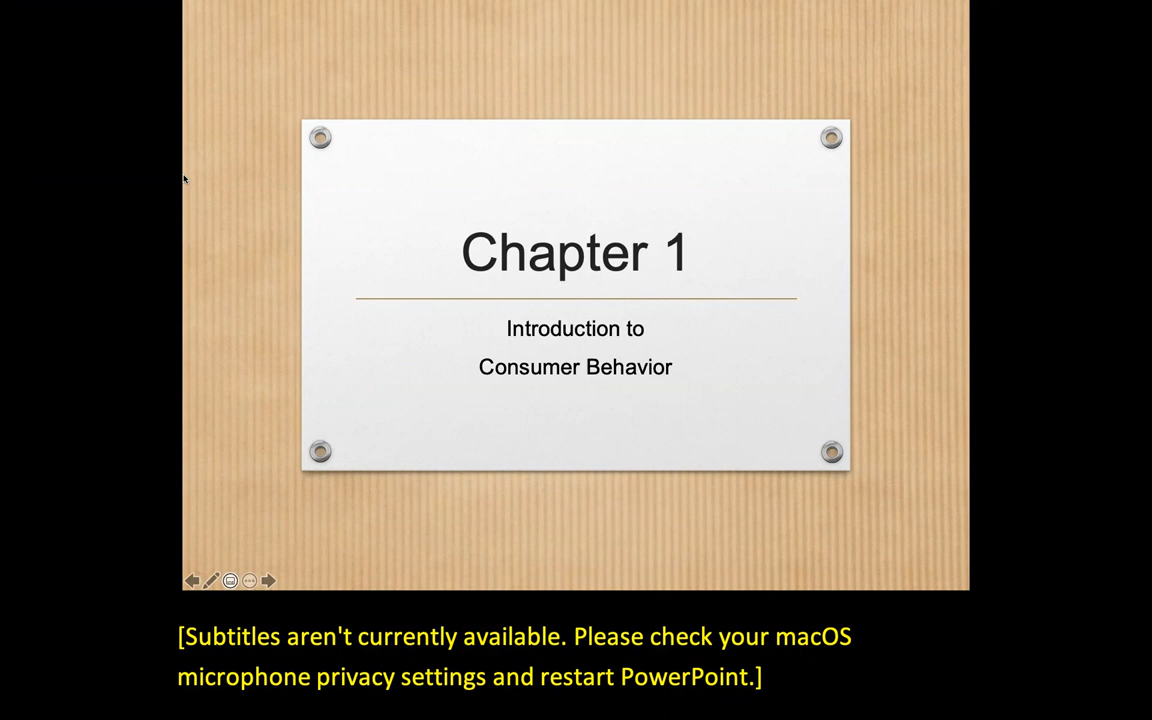 Chapter 1
Introduction to
Consumer Behavior
[Subtitles aren't currently available. Please check your macOS
microphone privacy settings and restart PowerPoint.]